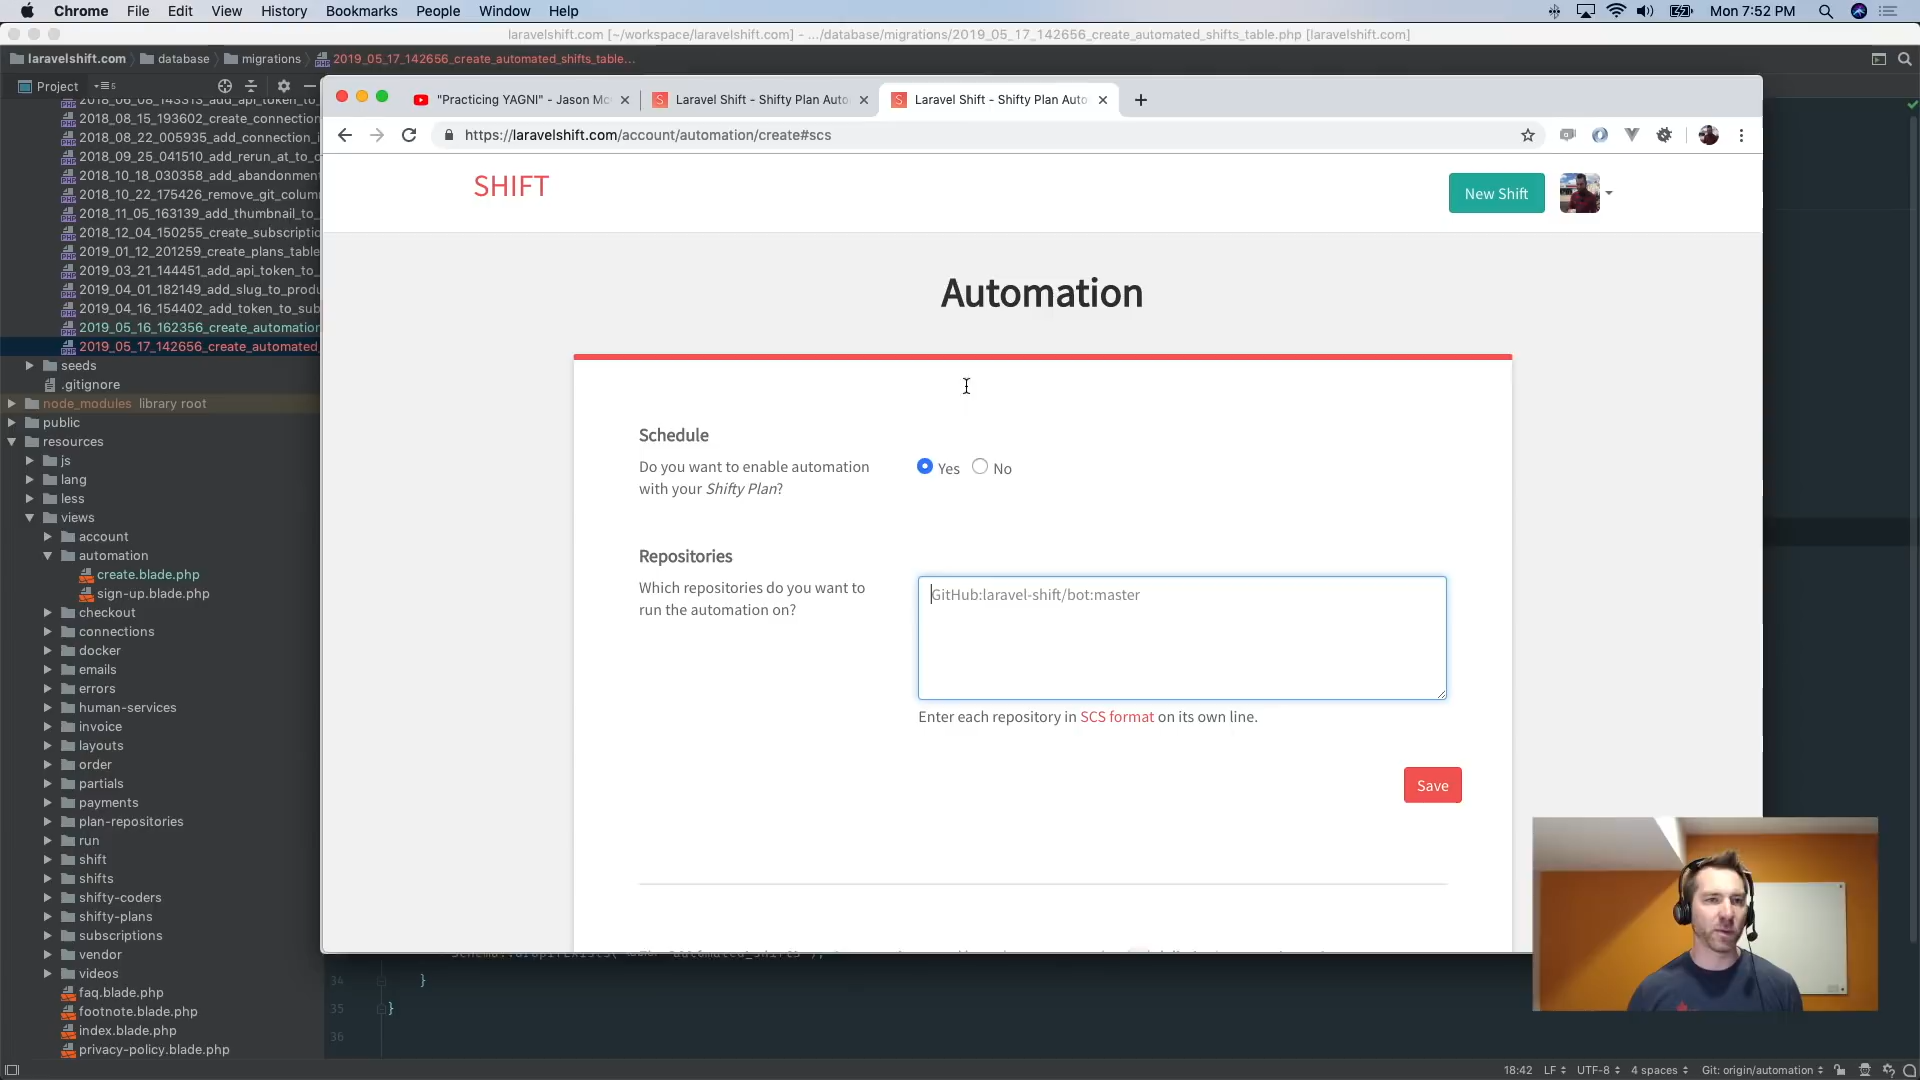 Chrome File Edit View History Bookmarks People Window Help
Mon 7:52 PM
laravelshift.com [~/workspace/laravelshift.com] - .../database/migrations/2019_05_17_142656_create_automated_shifts_table.php [laravelshift.com]
laravelshift.com database migrations 2019_05_17_142656_create_automated_shifts_table...
Project
2018_06_08_143313_add_api_token_to_
2018_08_15_193602_create_connection
2018_08_22_005935_add_connection_i
2018_09_25_041510_add_rerun_at_to_o
2018_10_18_030358_add_abandonment
2018_10_22_175426_remove_git_colum
2018_11_05_163139_add_thumbnail_to_
2018_12_04_150255_create_subscriptio
2019_01_12_201259_create_plans_table
2019_03_21_144451_add_api_token_to_
2019_04_01_182149_add_slug_to_produ
2019_04_16_154402_add_token_to_sub
2019_05_16_162356_create_automation
2019_05_17_142656_create_automated_
seeds
.gitignore
node_modules library root
public
resources
js
lang
less
views
account
automation
create.blade.php
sign-up.blade.php
checkout
connections
docker
emails
errors
human-services
invoice
layouts
order
partials
payments
plan-repositories
run
shift
shifts
shifty-coders
shifty-plans
subscriptions
vendor
videos
faq.blade.php
footnote.blade.php
index.blade.php
privacy-policy.blade.php
"Practicing YAGNI" - Jason Mc
Laravel Shift - Shifty Plan Auto
Laravel Shift - Shifty Plan Auto
https://laravelshift.com/account/automation/create#scs
SHIFT
New Shift
Automation
Schedule
Do you want to enable automation
with your Shifty Plan?
Yes No
Repositories
Which repositories do you want to
run the automation on?
GitHub:laravel-shift/bot:master
Enter each repository in SCS format on its own line.
Save
34 }
35 }
36
18:42 LF UTF-8 4 spaces Git: origin/automation